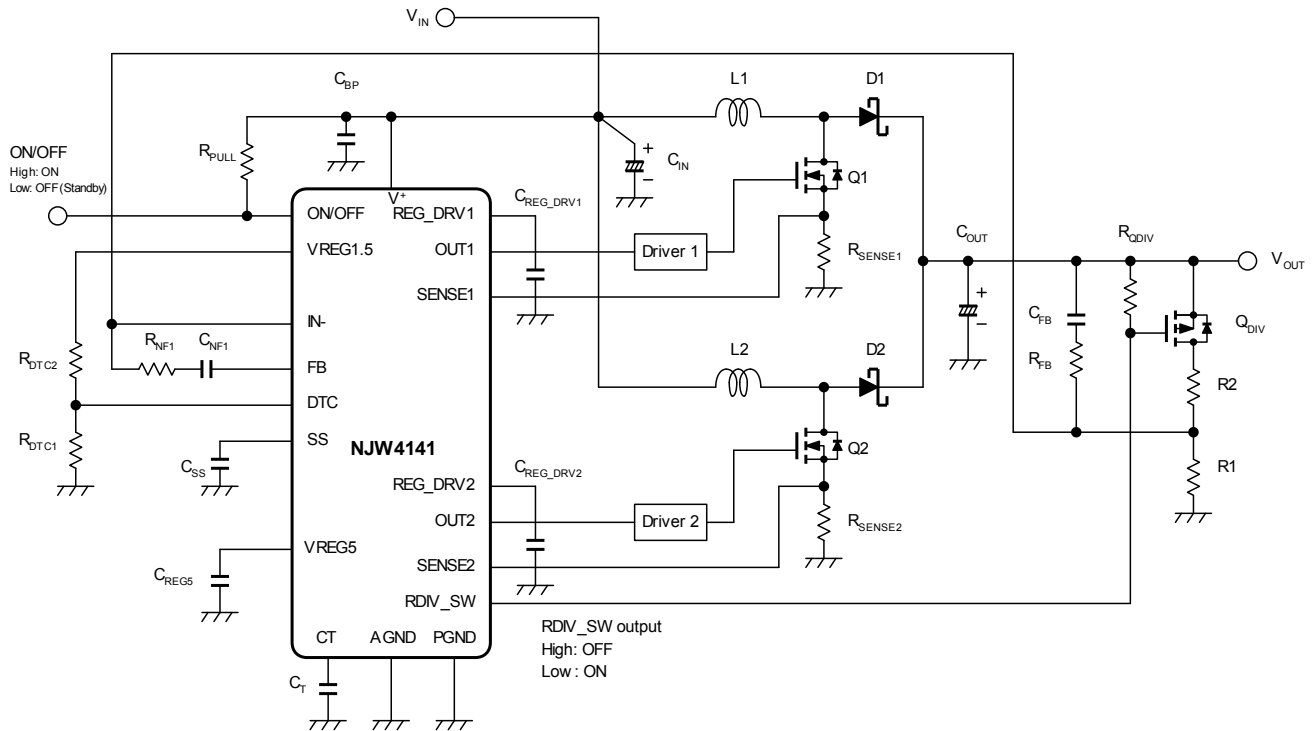 VIN
CBP
L1
D1
ON/OFF
High: ON
Low: OFF (Standby)
RPULL
CIN
Q1
V+
ON/OFF
REG_DRV1
CREG_DRV1
VREG1.5
OUT1
Driver 1
RSENSE1
COUT
RQDIV
VOUT
SENSE1
IN-
RNF1
CNF1
CFB
QDIV
RDTC2
FB
L2
D2
RFB
R2
DTC
RDTC1
SS
NJW4141
Q2
CSS
REG_DRV2
CREG_DRV2
R1
OUT2
Driver 2
RSENSE2
VREG5
SENSE2
CREG5
RDIV_SW
RDIV_SW output
High: OFF
Low : ON
CT
AGND
PGND
CT